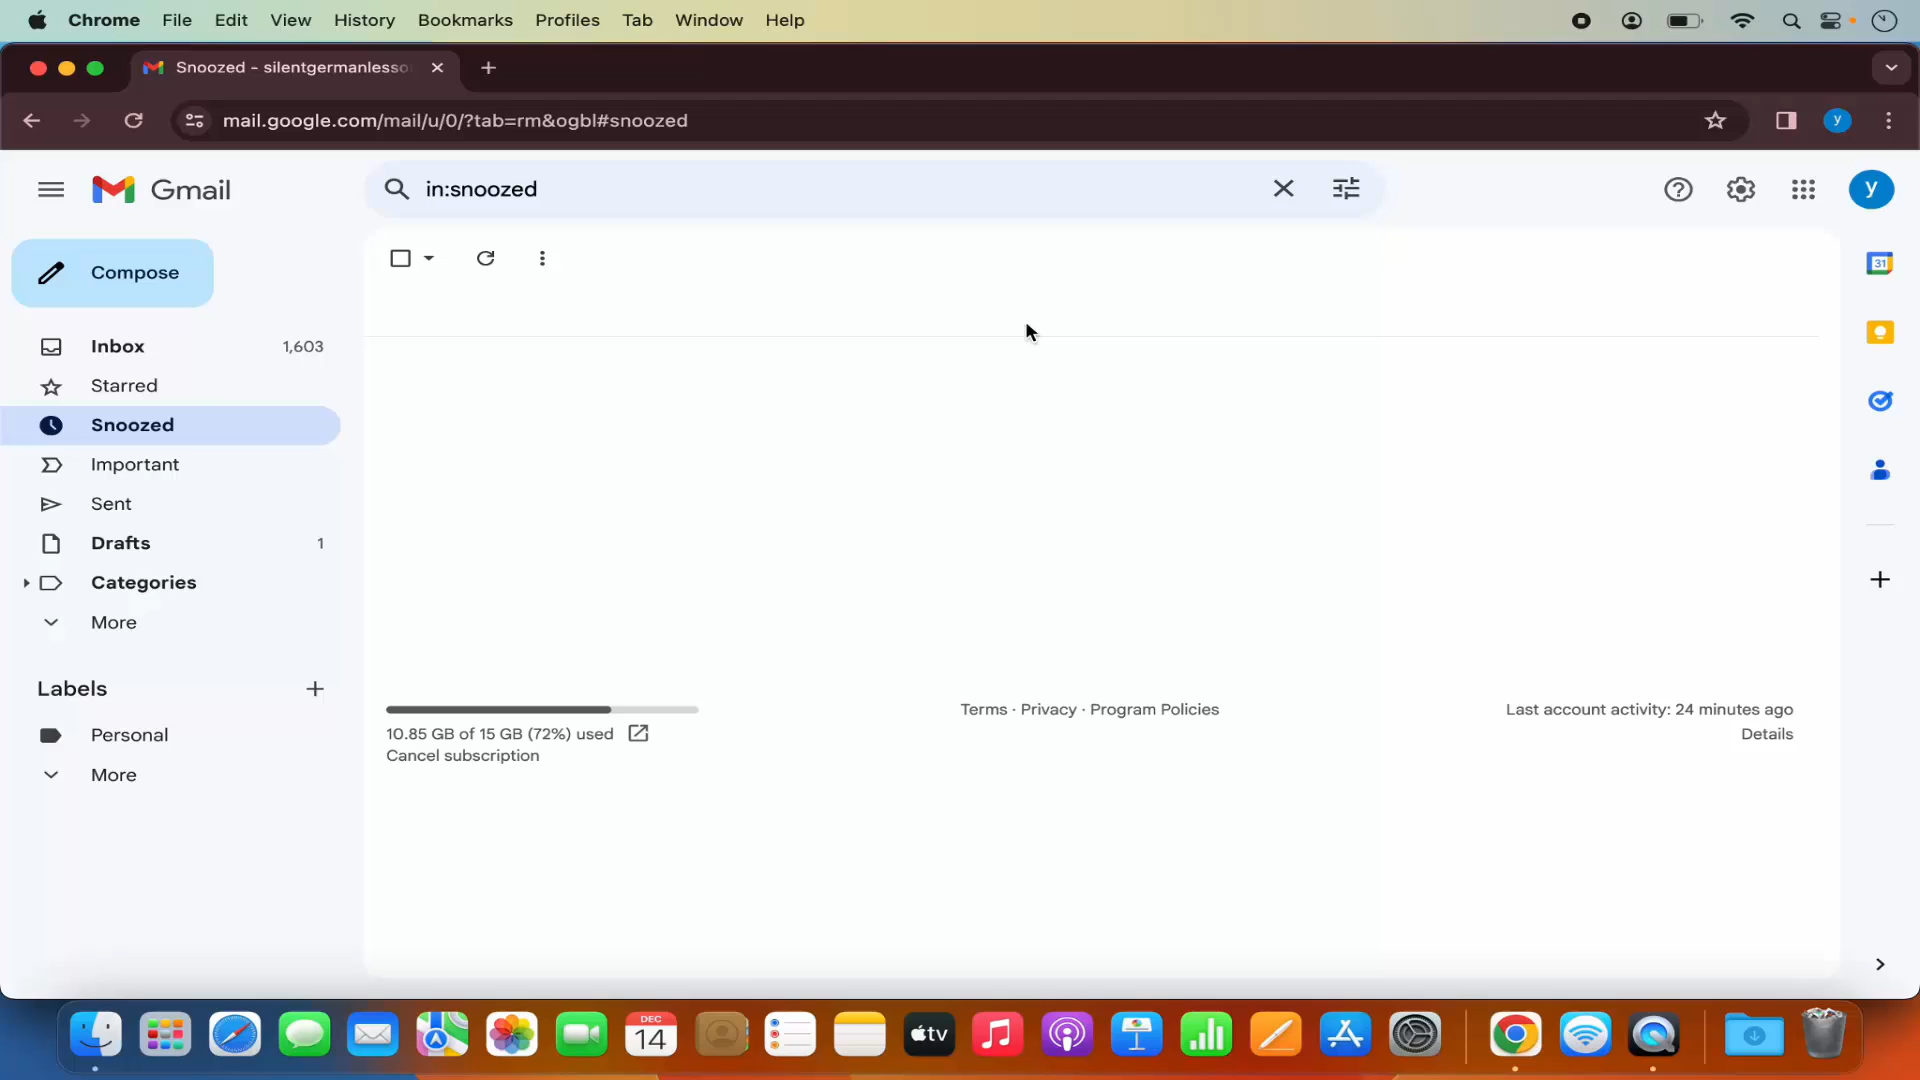 Chrome File Edit View History Bookmarks Profiles Tab Window Help
Snoozed - silentgermanlesso
mail.google.com/mail/u/0/?tab=rm&ogbl#snoozed
y
Gmail
in:snoozed
y
Compose
31
Inbox 1,603
Starred
Snoozed
Important
Sent
Drafts 1
Categories
More
Labels
Personal
More
10.85 GB of 15 GB (72%) used
Cancel subscription
Terms · Privacy · Program Policies
Last account activity: 24 minutes ago
Details
DEC
14
tv